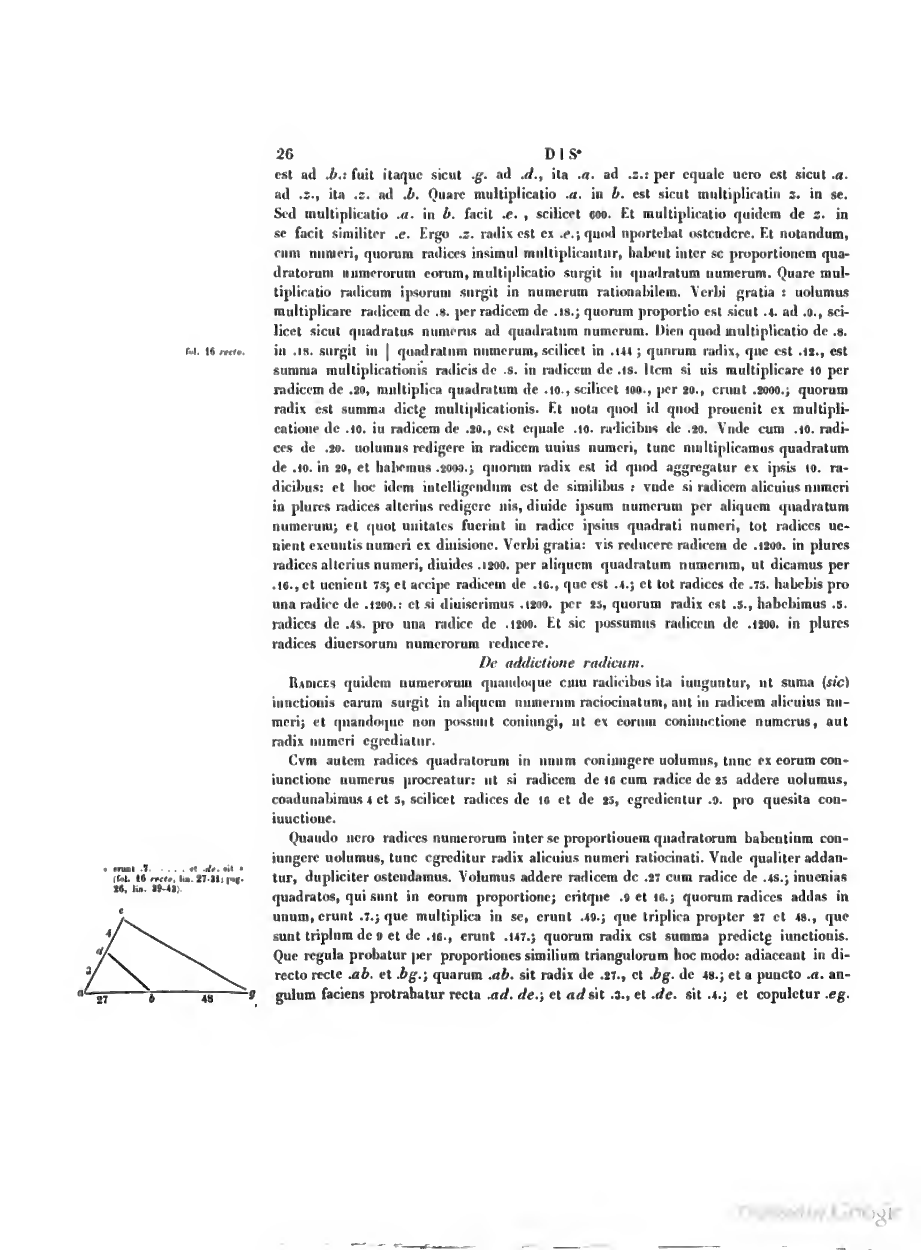 26 DIS*
est ad .b.: fuit itaque sicut .g. ad .d., ita .a. ad .z.: per equale uero est sicut .a.
ad .z., ita .z. ad .b. Quare multiplicatio .a. in b. est sicut multiplicatio z. in se.
Sed multiplicatio .a. in b. facit .e. , scilicet 600. Et multiplicatio quidem de z. in
se facit similiter .e. Ergo .z. radix est ex .e.; quod oportebat ostendere. Et notandum,
cum numeri, quorum radices insimul multiplicantur, habent inter se proportionem qua-
dratorum numerorum eorum, multiplicatio surgit in quadratum numerum. Quare mul-
tiplicatio radicum ipsorum surgit in numerum rationabilem. Verbi gratia : uolumus
multiplicare radicem de .8. per radicem de .18.; quorum proportio est sicut .4. ad .9., sci-
licet sicut quadratus numerus ad quadratum numerum. Dico quod multiplicatio de .8.
fol. 16 recto.
in .18. surgit in | quadratum numerum, scilicet in .144 ; quorum radix, que est .12., est
summa multiplicationis radicis de .8. in radicem de .18. Item si uis multiplicare 10 per
radicem de .20, multiplica quadratum de .10., scilicet 100., per 20., erunt .2000.; quorum
radix est summa dictę multiplicationis. Et nota quod id quod prouenit ex multipli-
catione de .10. in radicem de .20., est equale .10. radicibus de .20. Vnde cum .10. radi-
ces de .20. uolumus redigere in radicem unius numeri, tunc multiplicamus quadratum
de .10. in 20, et habemus .2000.; quorum radix est id quod aggregatur ex ipsis 10. ra-
dicibus: et hoc idem intelligendum est de similibus : vnde si radicem alicuius numeri
in plures radices alterius redigere uis, diuide ipsum numerum per aliquem quadratum
numerum; et quot unitates fuerint in radice ipsius quadrati numeri, tot radices ue-
nient exeuntis numeri ex diuisione. Verbi gratia: vis reducere radicem de .1200. in plures
radices alterius numeri, diuides .1200. per aliquem quadratum numerum, ut dicamus per
.16., et uenient 75; et accipe radicem de .16., que est .4.; et tot radices de .75. habebis pro
una radice de .1200.: et si diuiserimus .1200. per 25, quorum radix est .5., habebimus .5.
radices de .48. pro una radice de .1200. Et sic possumus radicem de .1200. in plures
radices diuersorum numerorum reducere.
De addictione radicum.
RADICES quidem numerorum quandoque cum radicibus ita iunguntur, ut suma (sic)
iunctionis earum surgit in aliquem numerum raciocinatum, aut in radicem alicuius nu-
meri; et quandoque non possunt coniungi, ut ex eorum coniunctione numerus, aut
radix numeri egrediatur.
Cvm autem radices quadratorum in unum coniungere uolumus, tunc ex eorum con-
iunctione numerus procreatur: ut si radicem de 16 cum radice de 25 addere uolumus,
coadunabimus 4 et 5, scilicet radices de 16 et de 25, egredientur .9. pro quesita con-
iunctione.
Quando uero radices numerorum inter se proportionem quadratorum habentium con-
iungere uolumus, tunc egreditur radix alicuius numeri ratiocinati. Vnde qualiter addan-
tur, dupliciter ostendamus. Volumus addere radicem de .27 cum radice de .48.; inuenias
quadratos, qui sunt in eorum proportione; eritque .9 et 16.; quorum radices addas in
unum, erunt .7.; que multiplica in se, erunt .49.; que triplica propter 27 et 48., que
sunt triplum de 9 et de .16., erunt .147.; quorum radix est summa predictę iunctionis.
Que regula probatur per proportiones similium triangulorum hoc modo: adiaceant in di-
recto recte .ab. et .bg.; quarum .ab. sit radix de .27., et .bg. de 48.; et a puncto .a. an-
gulum faciens protrahatur recta .ad. de.; et ad sit .3., et .de. sit .4.; et copuletur .eg.
« erunt .7. . . . . et .de. sit »
(fol. 16 recto, lin. 27-31; pag.
26, lin. 39-43).
e
4
d
3
a 27 b 48 g